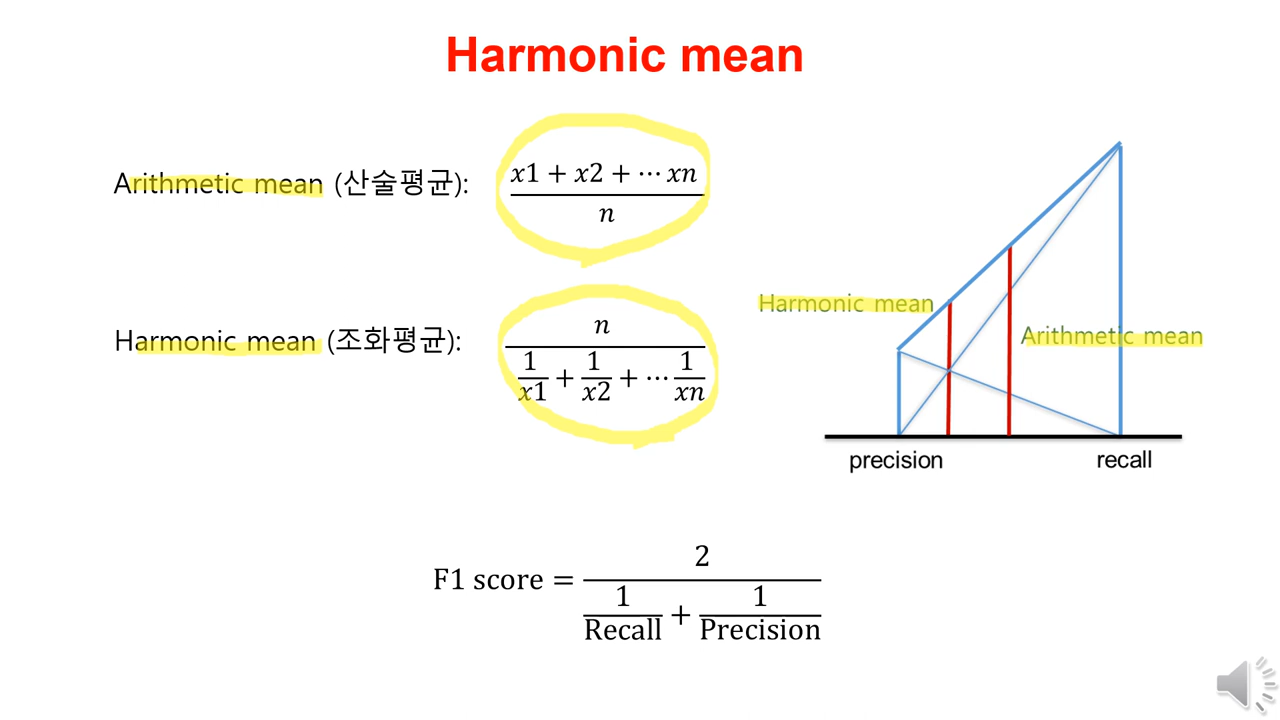 Harmonic mean
Arithmetic mean (산술평균):
x1 + x2 + ⋯ xn
n
Harmonic mean (조화평균):
n
1/x1 + 1/x2 + ⋯ 1/xn
Harmonic mean
Arithmetic mean
precision
recall
F1 score =
2
1/Recall + 1/Precision